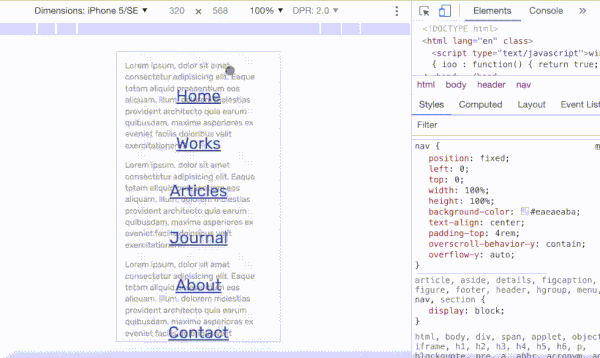 Dimensions: iPhone 5/SE ▼ 320 × 568 100% ▼ DPR: 2.0 ▼
Elements Console »
<!DOCTYPE html>
<html lang="en" class>
<script type="text/javascript">win
{ ioo : function() { return true;
html body header nav
Styles Computed Layout Event List
Filter
nav {
position: fixed;
left: 0;
top: 0;
width: 100%;
height: 100%;
background-color: #eaeaeaba;
text-align: center;
padding-top: 4rem;
overscroll-behavior-y: contain;
overflow-y: auto;
}
article, aside, details, figcaption,
figure, footer, header, hgroup, menu,
nav, section {
display: block;
}
html, body, div, span, applet, object
iframe, h1, h2, h3, h4, h5, h6, p,
blockquote, pre, a, abbr, acronym, a
Lorem ipsum, dolor sit amet
consectetur adipisicing elit. Eaque
totam aliquid praesentium eos
aliquam, illum, dolorem molestias
Home
provident architecto quia earum
quibusdam, maxime asperiores ex
eveniet facilis doloribus velit
Works
exercitationem
Lorem ipsum, dolor sit amet
consectetur adipisicing elit. Eaque
totam aliquid praesentium eos
Articles
aliquam, illum, dolorem molestias
provident architecto quia earum
quibusdam, maxime asperiores ex
eveniet facilis doloribus velit
Journal
exercitationem
Lorem ipsum, dolor sit amet
consectetur adipisicing elit. Eaque
totam aliquid praesentium eos
About
aliquam, illum, dolorem molestias
provident architecto quia earum
quibusdam, maxime asperiores ex
eveniet facilis doloribus velit
Contact